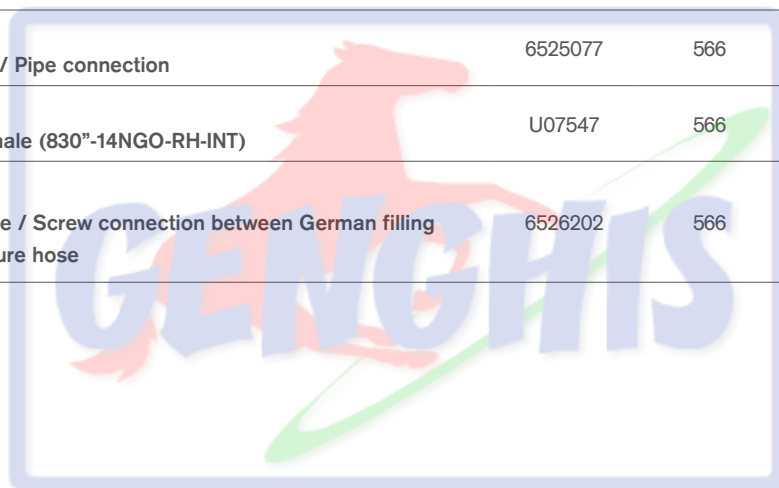 / Pipe connection 6525077 566
nale (830”-14NGO-RH-INT) U07547 566
e / Screw connection between German filling 6526202 566
ure hose
GENGHIS